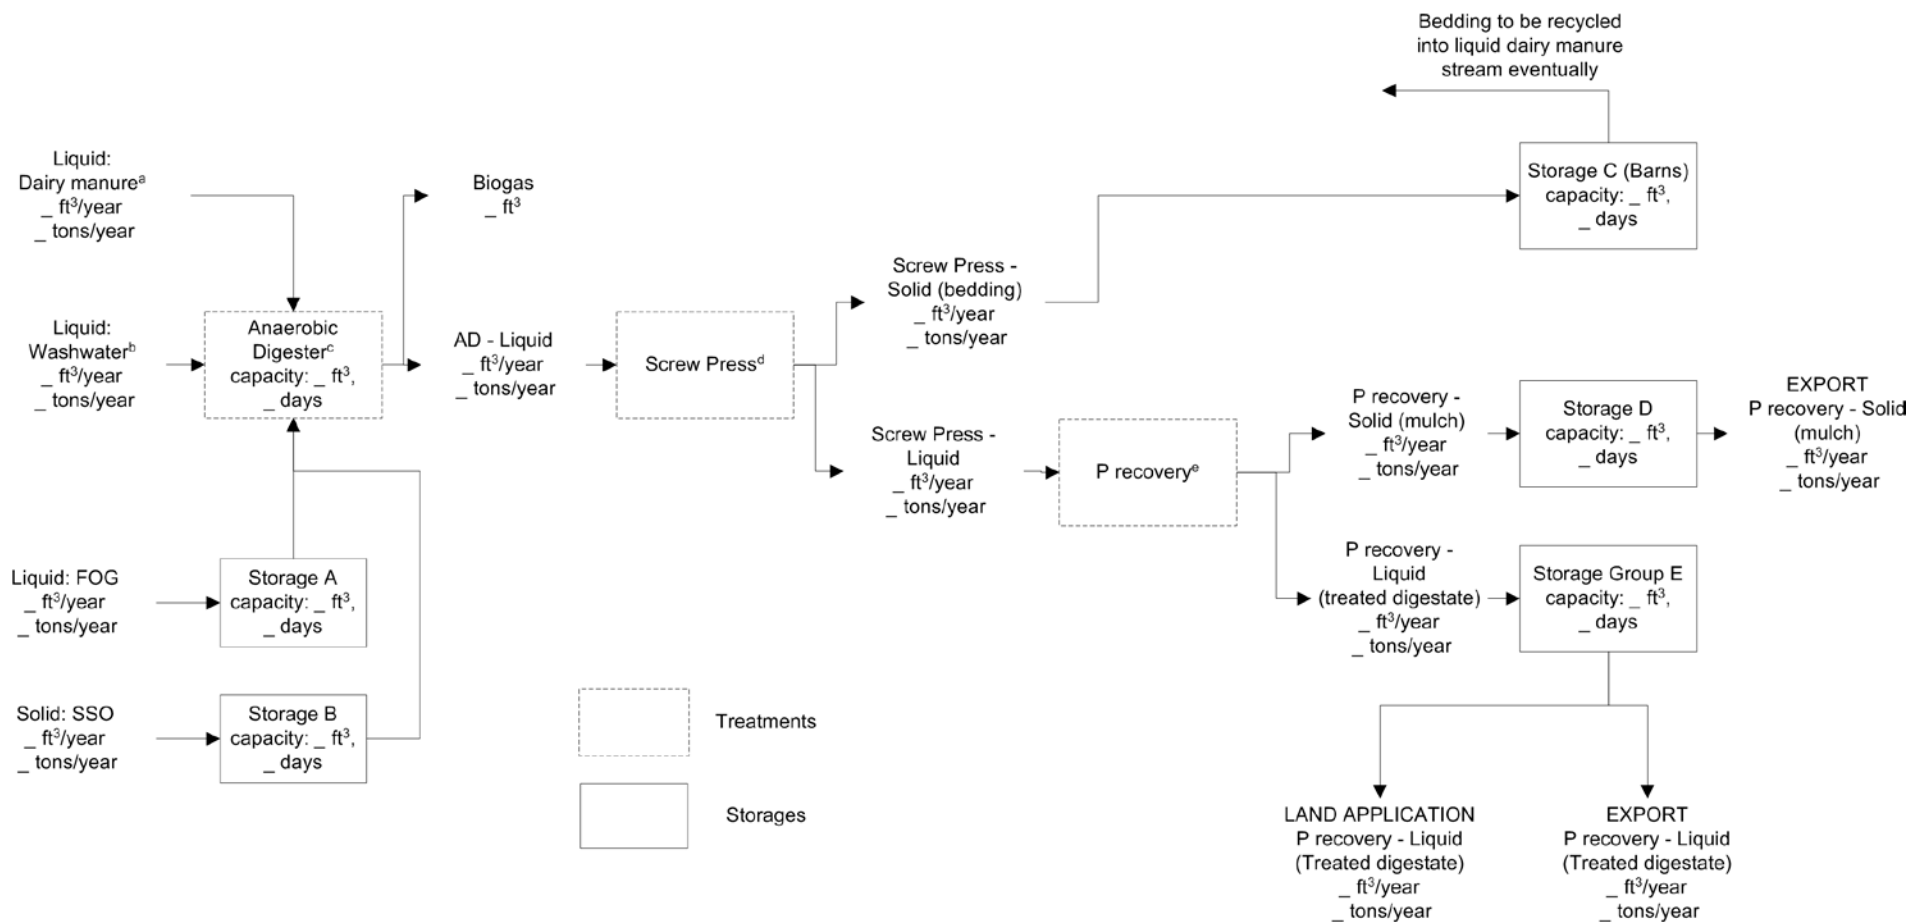 Bedding to be recycled
into liquid dairy manure
stream eventually
Liquid:
Dairy manureᵃ
_ ft³/year
_ tons/year
Biogas
_ ft³
Storage C (Barns)
capacity: _ ft³,
_ days
Liquid:
Washwaterᵇ
_ ft³/year
_ tons/year
Anaerobic
Digesterᶜ
capacity: _ ft³,
_ days
AD - Liquid
_ ft³/year
_ tons/year
Screw Pressᵈ
Screw Press -
Solid (bedding)
_ ft³/year
_ tons/year
Screw Press -
Liquid
_ ft³/year
_ tons/year
P recoveryᵉ
P recovery -
Solid (mulch)
_ ft³/year
_ tons/year
Storage D
capacity: _ ft³,
_ days
EXPORT
P recovery - Solid
(mulch)
_ ft³/year
_ tons/year
Liquid: FOG
_ ft³/year
_ tons/year
Storage A
capacity: _ ft³,
_ days
P recovery -
Liquid
(treated digestate)
_ ft³/year
_ tons/year
Storage Group E
capacity: _ ft³,
_ days
Solid: SSO
_ ft³/year
_ tons/year
Storage B
capacity: _ ft³,
_ days
Treatments
Storages
LAND APPLICATION
P recovery - Liquid
(Treated digestate)
_ ft³/year
_ tons/year
EXPORT
P recovery - Liquid
(Treated digestate)
_ ft³/year
_ tons/year